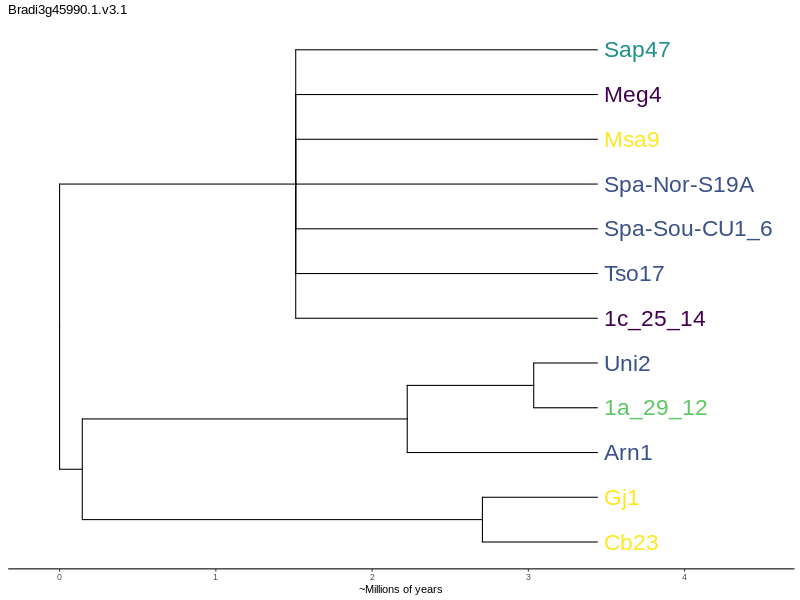 Bradi3g45990.1.v3.1
Sap47
Meg4
Msa9
Spa-Nor-S19A
Spa-Sou-CU1_6
Tso17
1c_25_14
Uni2
1a_29_12
Arn1
Gj1
Cb23
0 1 2 3 4
~Millions of years